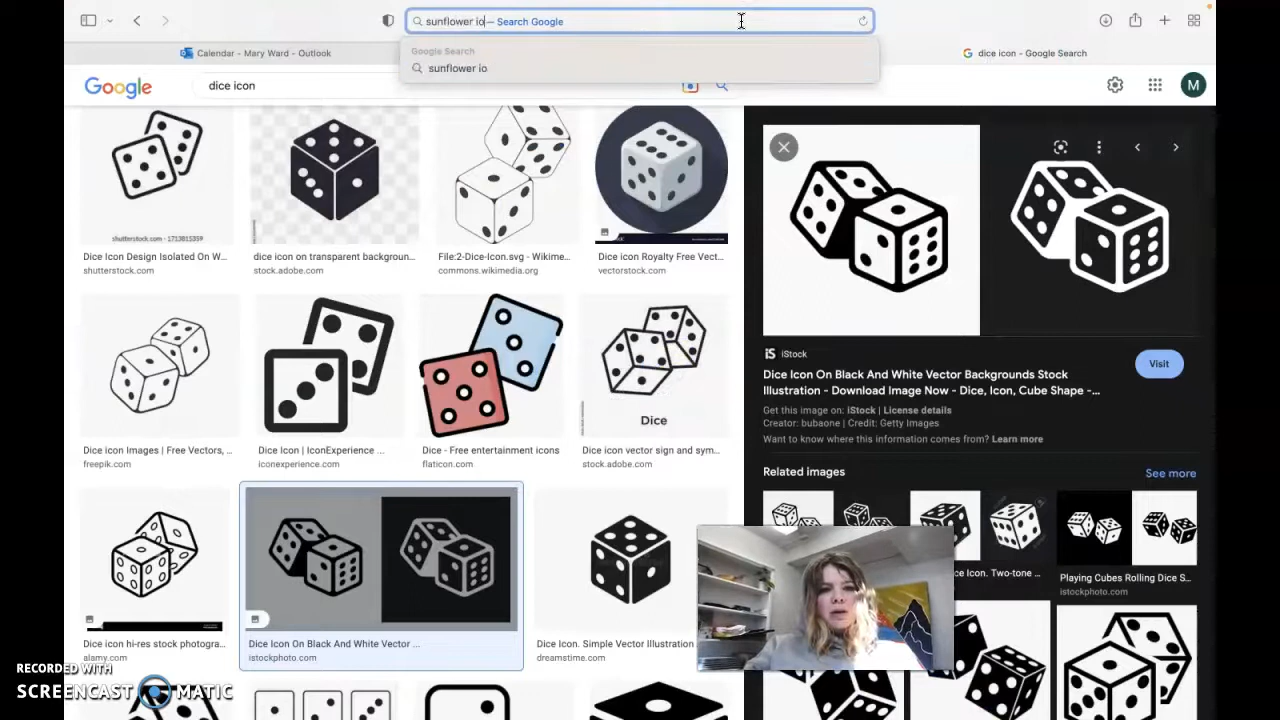 sunflower io — Search Google
Calendar - Mary Ward - Outlook
Google Search
sunflower io
dice icon - Google Search
Google
dice icon
M
shutterstock.com · 1713815359
Dice Icon Design Isolated On W...
shutterstock.com
dice icon on transparent backgroun...
stock.adobe.com
File:2-Dice-Icon.svg - Wikime...
commons.wikimedia.org
Dice icon Royalty Free Vect...
vectorstock.com
iS iStock
Visit
Dice Icon On Black And White Vector Backgrounds Stock
Illustration - Download Image Now - Dice, Icon, Cube Shape -...
Get this image on: iStock | License details
Creator: bubaone | Credit: Getty Images
Want to know where this information comes from? Learn more
Dice
Dice icon Images | Free Vectors, ...
freepik.com
Dice Icon | IconExperience ...
iconexperience.com
Dice - Free entertainment icons
flaticon.com
Dice icon vector sign and sym...
stock.adobe.com
Related images
See more
ce Icon. Two-tone ...
Playing Cubes Rolling Dice S...
istockphoto.com
Dice icon hi-res stock photogra...
alamy.com
Dice Icon On Black And White Vector ...
istockphoto.com
Dice Icon. Simple Vector Illustration
dreamstime.com
RECORDED WITH
SCREENCAST MATIC